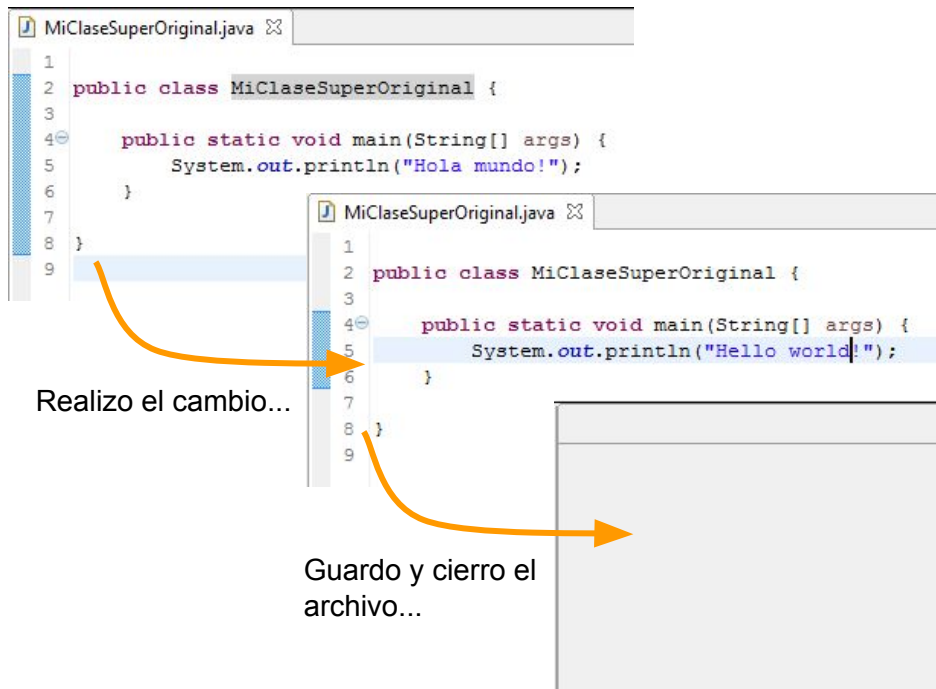 MiClaseSuperOriginal.java
1
2 public class MiClaseSuperOriginal {
3
4 public static void main(String[] args) {
5 System.out.println("Hola mundo!");
6 }
7
8 }
9
Realizo el cambio...
MiClaseSuperOriginal.java
1
2 public class MiClaseSuperOriginal {
3
4 public static void main(String[] args) {
5 System.out.println("Hello world!");
6 }
7
8 }
9
Guardo y cierro el
archivo...